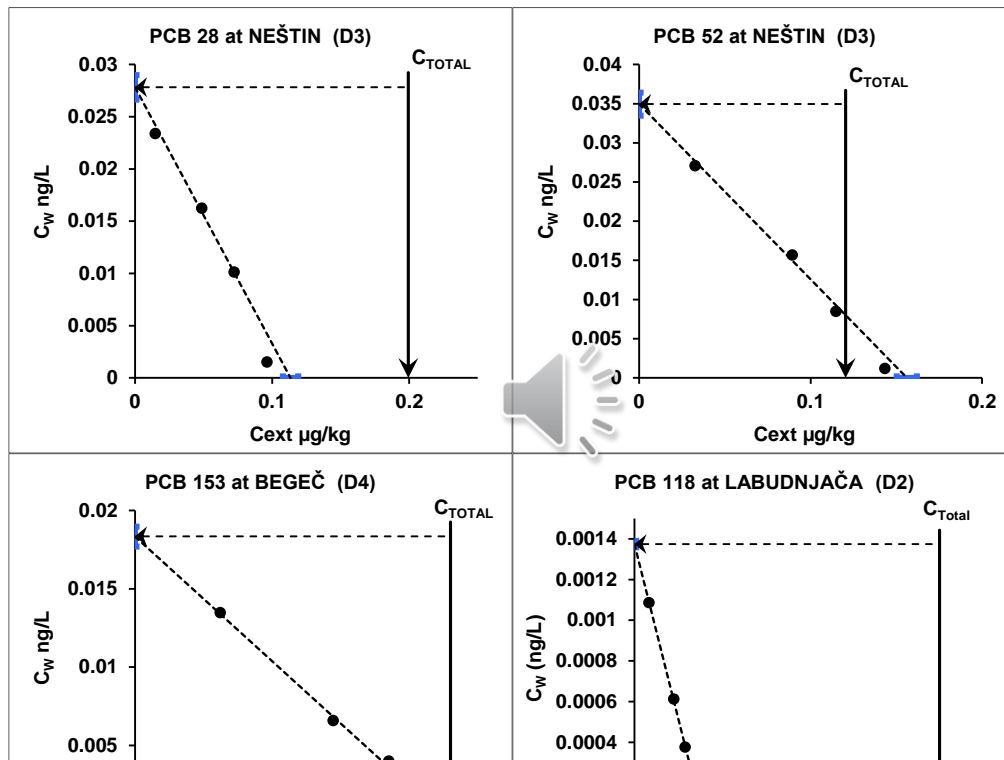 PCB 28 at NEŠTIN (D3)
C_TOTAL
0.03
0.025
0.02
0.015
0.01
0.005
0
C_W ng/L
0
0.1
0.2
Cext µg/kg
PCB 52 at NEŠTIN (D3)
C_TOTAL
0.04
0.035
0.03
0.025
0.02
0.015
0.01
0.005
0
C_W ng/L
0
0.1
0.2
Cext µg/kg
PCB 153 at BEGEČ (D4)
C_TOTAL
0.02
0.015
0.01
0.005
C_W ng/L
PCB 118 at LABUDNJAČA (D2)
C_Total
0.0014
0.0012
0.001
0.0008
0.0006
0.0004
C_W (ng/L)